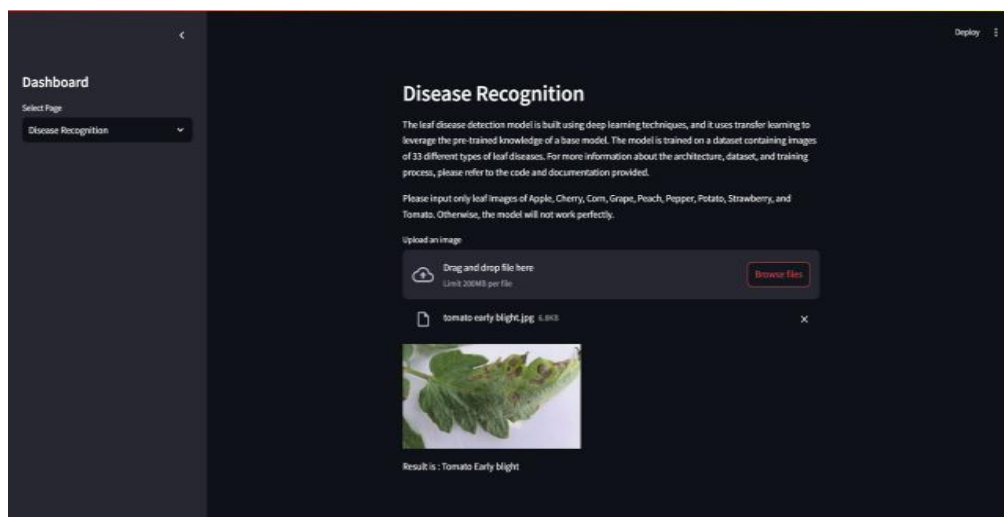 Deploy
Dashboard
Select Page
Disease Recognition
Disease Recognition
The leaf disease detection model is built using deep learning techniques, and it uses transfer learning to
leverage the pre-trained knowledge of a base model. The model is trained on a dataset containing images
of 33 different types of leaf diseases. For more information about the architecture, dataset, and training
process, please refer to the code and documentation provided.
Please input only leaf Images of Apple, Cherry, Corn, Grape, Peach, Pepper, Potato, Strawberry, and
Tomato. Otherwise, the model will not work perfectly.
Upload an image
Drag and drop file here
Limit 200MB per file
Browse files
tomato early blight.jpg 6.8KB
Result is : Tomato Early blight